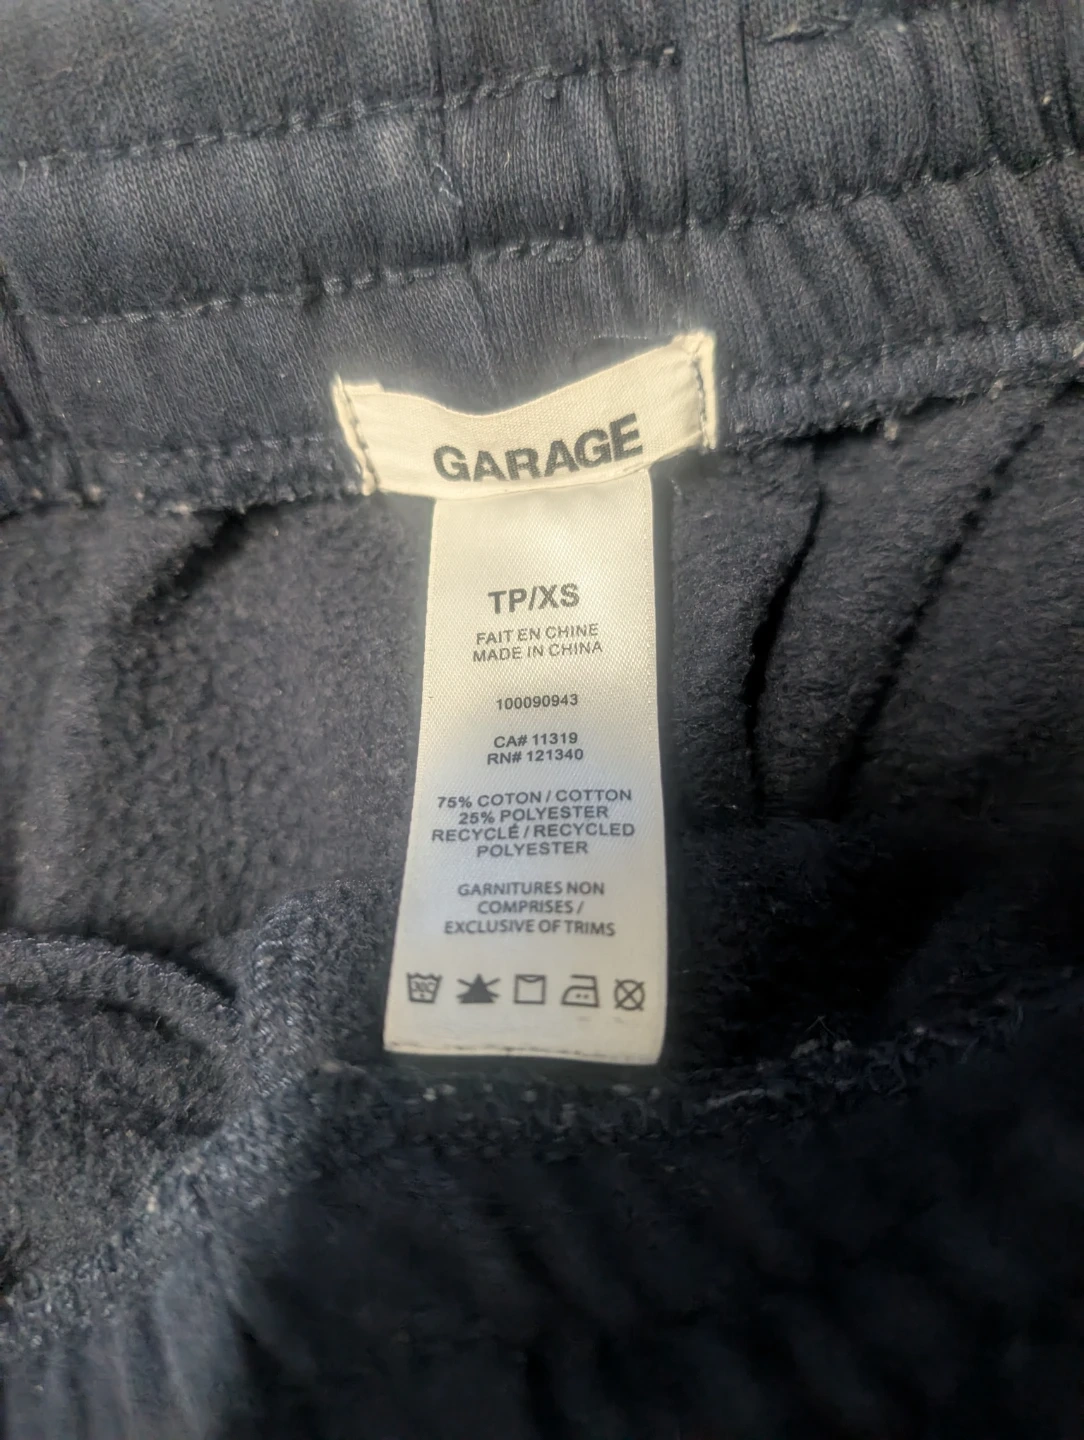 GARAGE
TP/XS
FAIT EN CHINE
MADE IN CHINA
100090943
CA# 11319
RN# 121340
75% COTON / COTTON
25% POLYESTER
RECYCLÉ / RECYCLED
POLYESTER
GARNITURES NON
COMPRISES /
EXCLUSIVE OF TRIMS